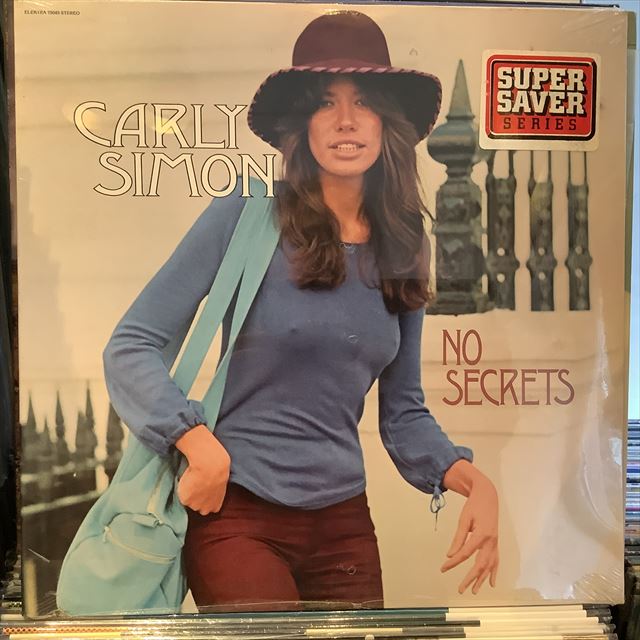 ELEKTRA 75049 STEREO
CARLY
SIMON
SUPER
SAVER
SERIES
NO
SECRETS